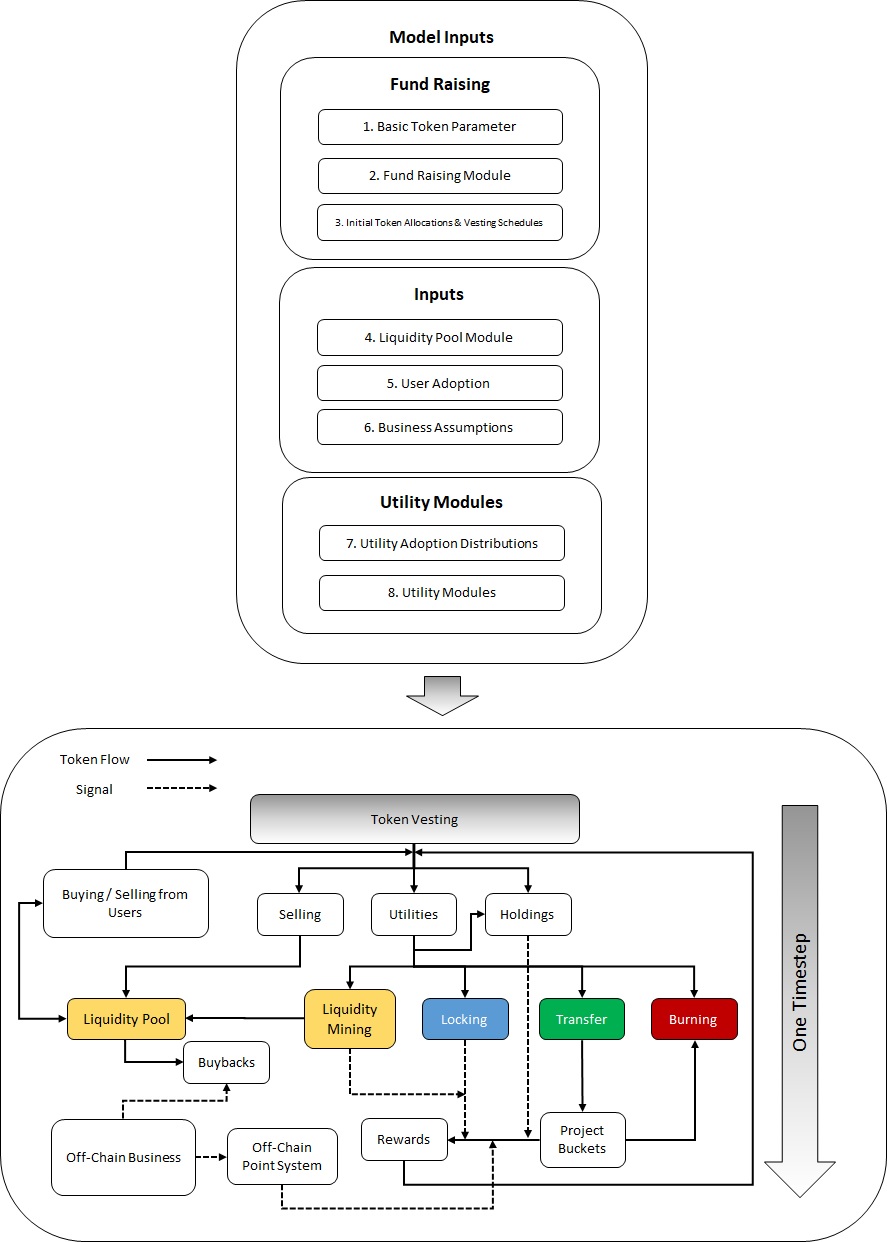 Model Inputs
Fund Raising
1. Basic Token Parameter
2. Fund Raising Module
3. Initial Token Allocations & Vesting Schedules
Inputs
4. Liquidity Pool Module
5. User Adoption
6. Business Assumptions
Utility Modules
7. Utility Adoption Distributions
8. Utility Modules
Token Flow
Signal
Token Vesting
Buying / Selling from
Users
Selling
Utilities
Holdings
Liquidity Pool
Liquidity
Mining
Locking
Transfer
Burning
Buybacks
Off-Chain Business
Off-Chain
Point System
Rewards
Project
Buckets
One Timestep